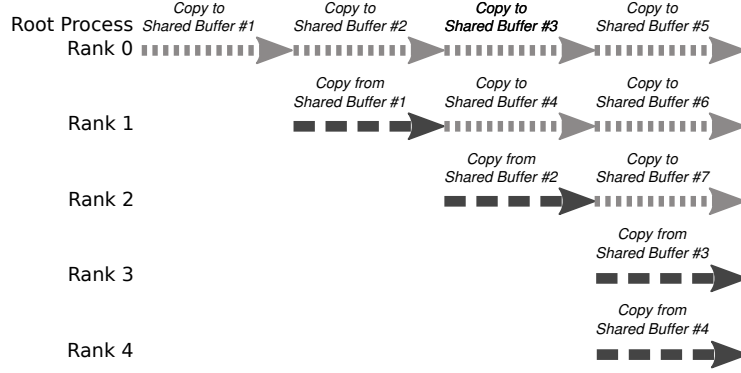 Root Process
Rank 0
Copy to
Shared Buffer #1
Copy to
Shared Buffer #2
Copy to
Shared Buffer #3
Copy to
Shared Buffer #5
Rank 1
Copy from
Shared Buffer #1
Copy to
Shared Buffer #4
Copy to
Shared Buffer #6
Rank 2
Copy from
Shared Buffer #2
Copy to
Shared Buffer #7
Rank 3
Copy from
Shared Buffer #3
Rank 4
Copy from
Shared Buffer #4